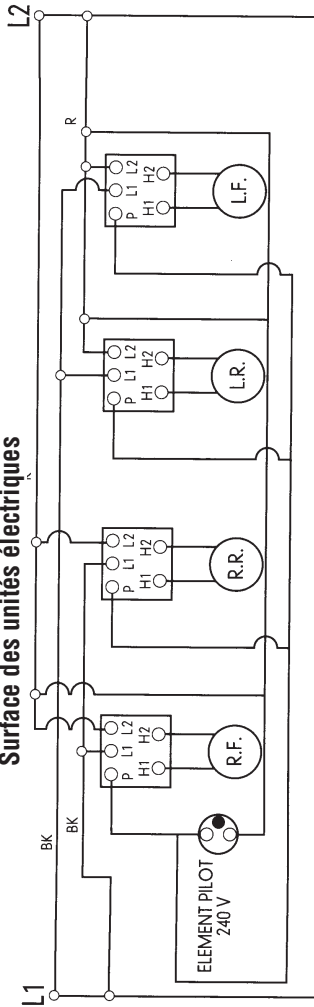 Surface des unités électriques
L1
L2
BK
BK
R
P
L1
L2
H1
H2
R.F.
P
L1
L2
H1
H2
R.R.
P
L1
L2
H1
H2
L.R.
P
L1
L2
H1
H2
L.F.
ELEMENT PILOT
240 V